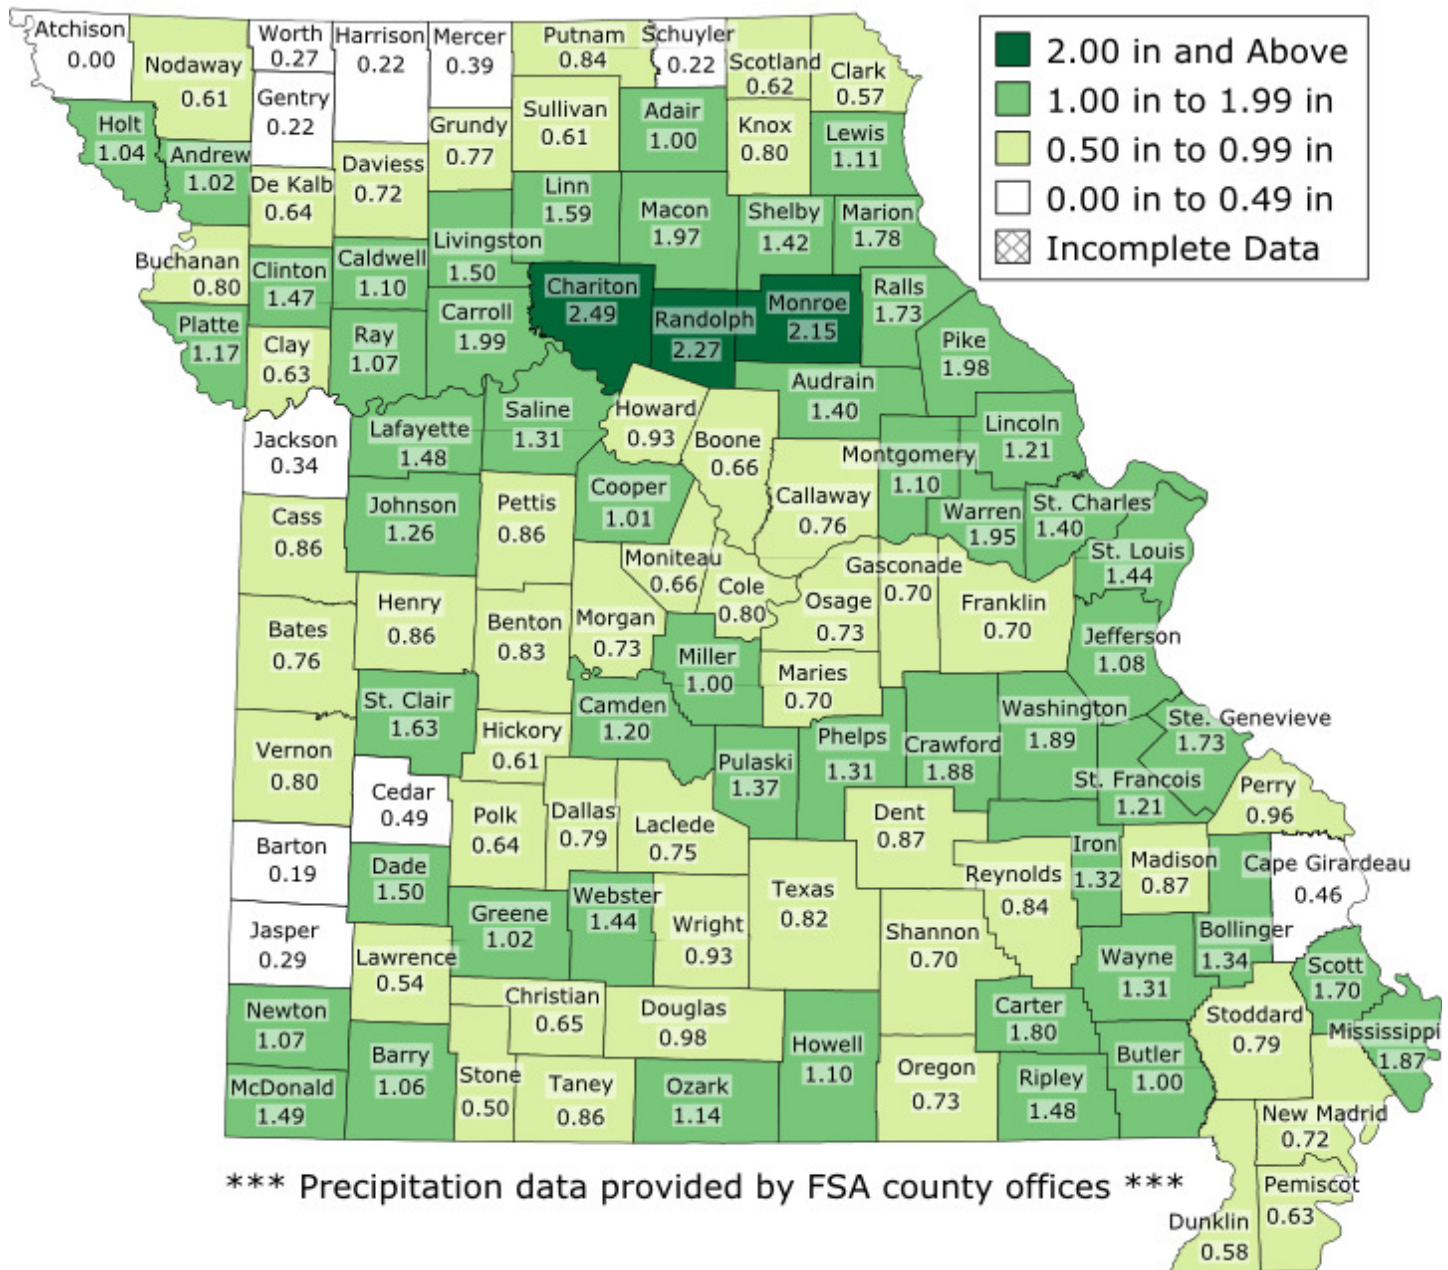 Atchison
0.00
Nodaway
0.61
Worth
0.27
Harrison
0.22
Mercer
0.39
Putnam
0.84
Schuyler
0.22
Scotland
0.62
Clark
0.57
2.00 in and Above
1.00 in to 1.99 in
0.50 in to 0.99 in
0.00 in to 0.49 in
Incomplete Data
Gentry
0.22
Sullivan
0.61
Adair
1.00
Knox
0.80
Lewis
1.11
Holt
1.04
Andrew
1.02
De Kalb
0.64
Daviess
0.72
Grundy
0.77
Linn
1.59
Macon
1.97
Shelby
1.42
Marion
1.78
Buchanan
0.80
Clinton
1.47
Caldwell
1.10
Livingston
1.50
Chariton
2.49
Randolph
2.27
Monroe
2.15
Ralls
1.73
Platte
1.17
Clay
0.63
Ray
1.07
Carroll
1.99
Pike
1.98
Audrain
1.40
Jackson
0.34
Lafayette
1.48
Saline
1.31
Howard
0.93
Boone
0.66
Lincoln
1.21
Montgomery
1.10
Callaway
0.76
Warren
1.95
St. Charles
1.40
St. Louis
1.44
Cass
0.86
Johnson
1.26
Pettis
0.86
Cooper
1.01
Moniteau
0.66
Cole
0.80
Osage
0.73
Gasconade
0.70
Franklin
0.70
Jefferson
1.08
Bates
0.76
Henry
0.86
Benton
0.83
Morgan
0.73
Miller
1.00
Maries
0.70
St. Clair
1.63
Camden
1.20
Hickory
0.61
Vernon
0.80
Pulaski
1.37
Phelps
1.31
Crawford
1.88
Washington
1.89
Ste. Genevieve
1.73
St. Francois
1.21
Perry
0.96
Cedar
0.49
Polk
0.64
Dallas
0.79
Laclede
0.75
Dent
0.87
Iron
1.32
Madison
0.87
Cape Girardeau
0.46
Barton
0.19
Dade
1.50
Greene
1.02
Webster
1.44
Wright
0.93
Texas
0.82
Reynolds
0.84
Shannon
0.70
Bollinger
1.34
Wayne
1.31
Scott
1.70
Jasper
0.29
Lawrence
0.54
Christian
0.65
Douglas
0.98
Newton
1.07
Barry
1.06
Stone
0.50
Taney
0.86
Ozark
1.14
Howell
1.10
Oregon
0.73
Carter
1.80
Ripley
1.48
Butler
1.00
Stoddard
0.79
Mississippi
1.87
McDonald
1.49
New Madrid
0.72
Pemiscot
0.63
Dunklin
0.58
*** Precipitation data provided by FSA county offices ***